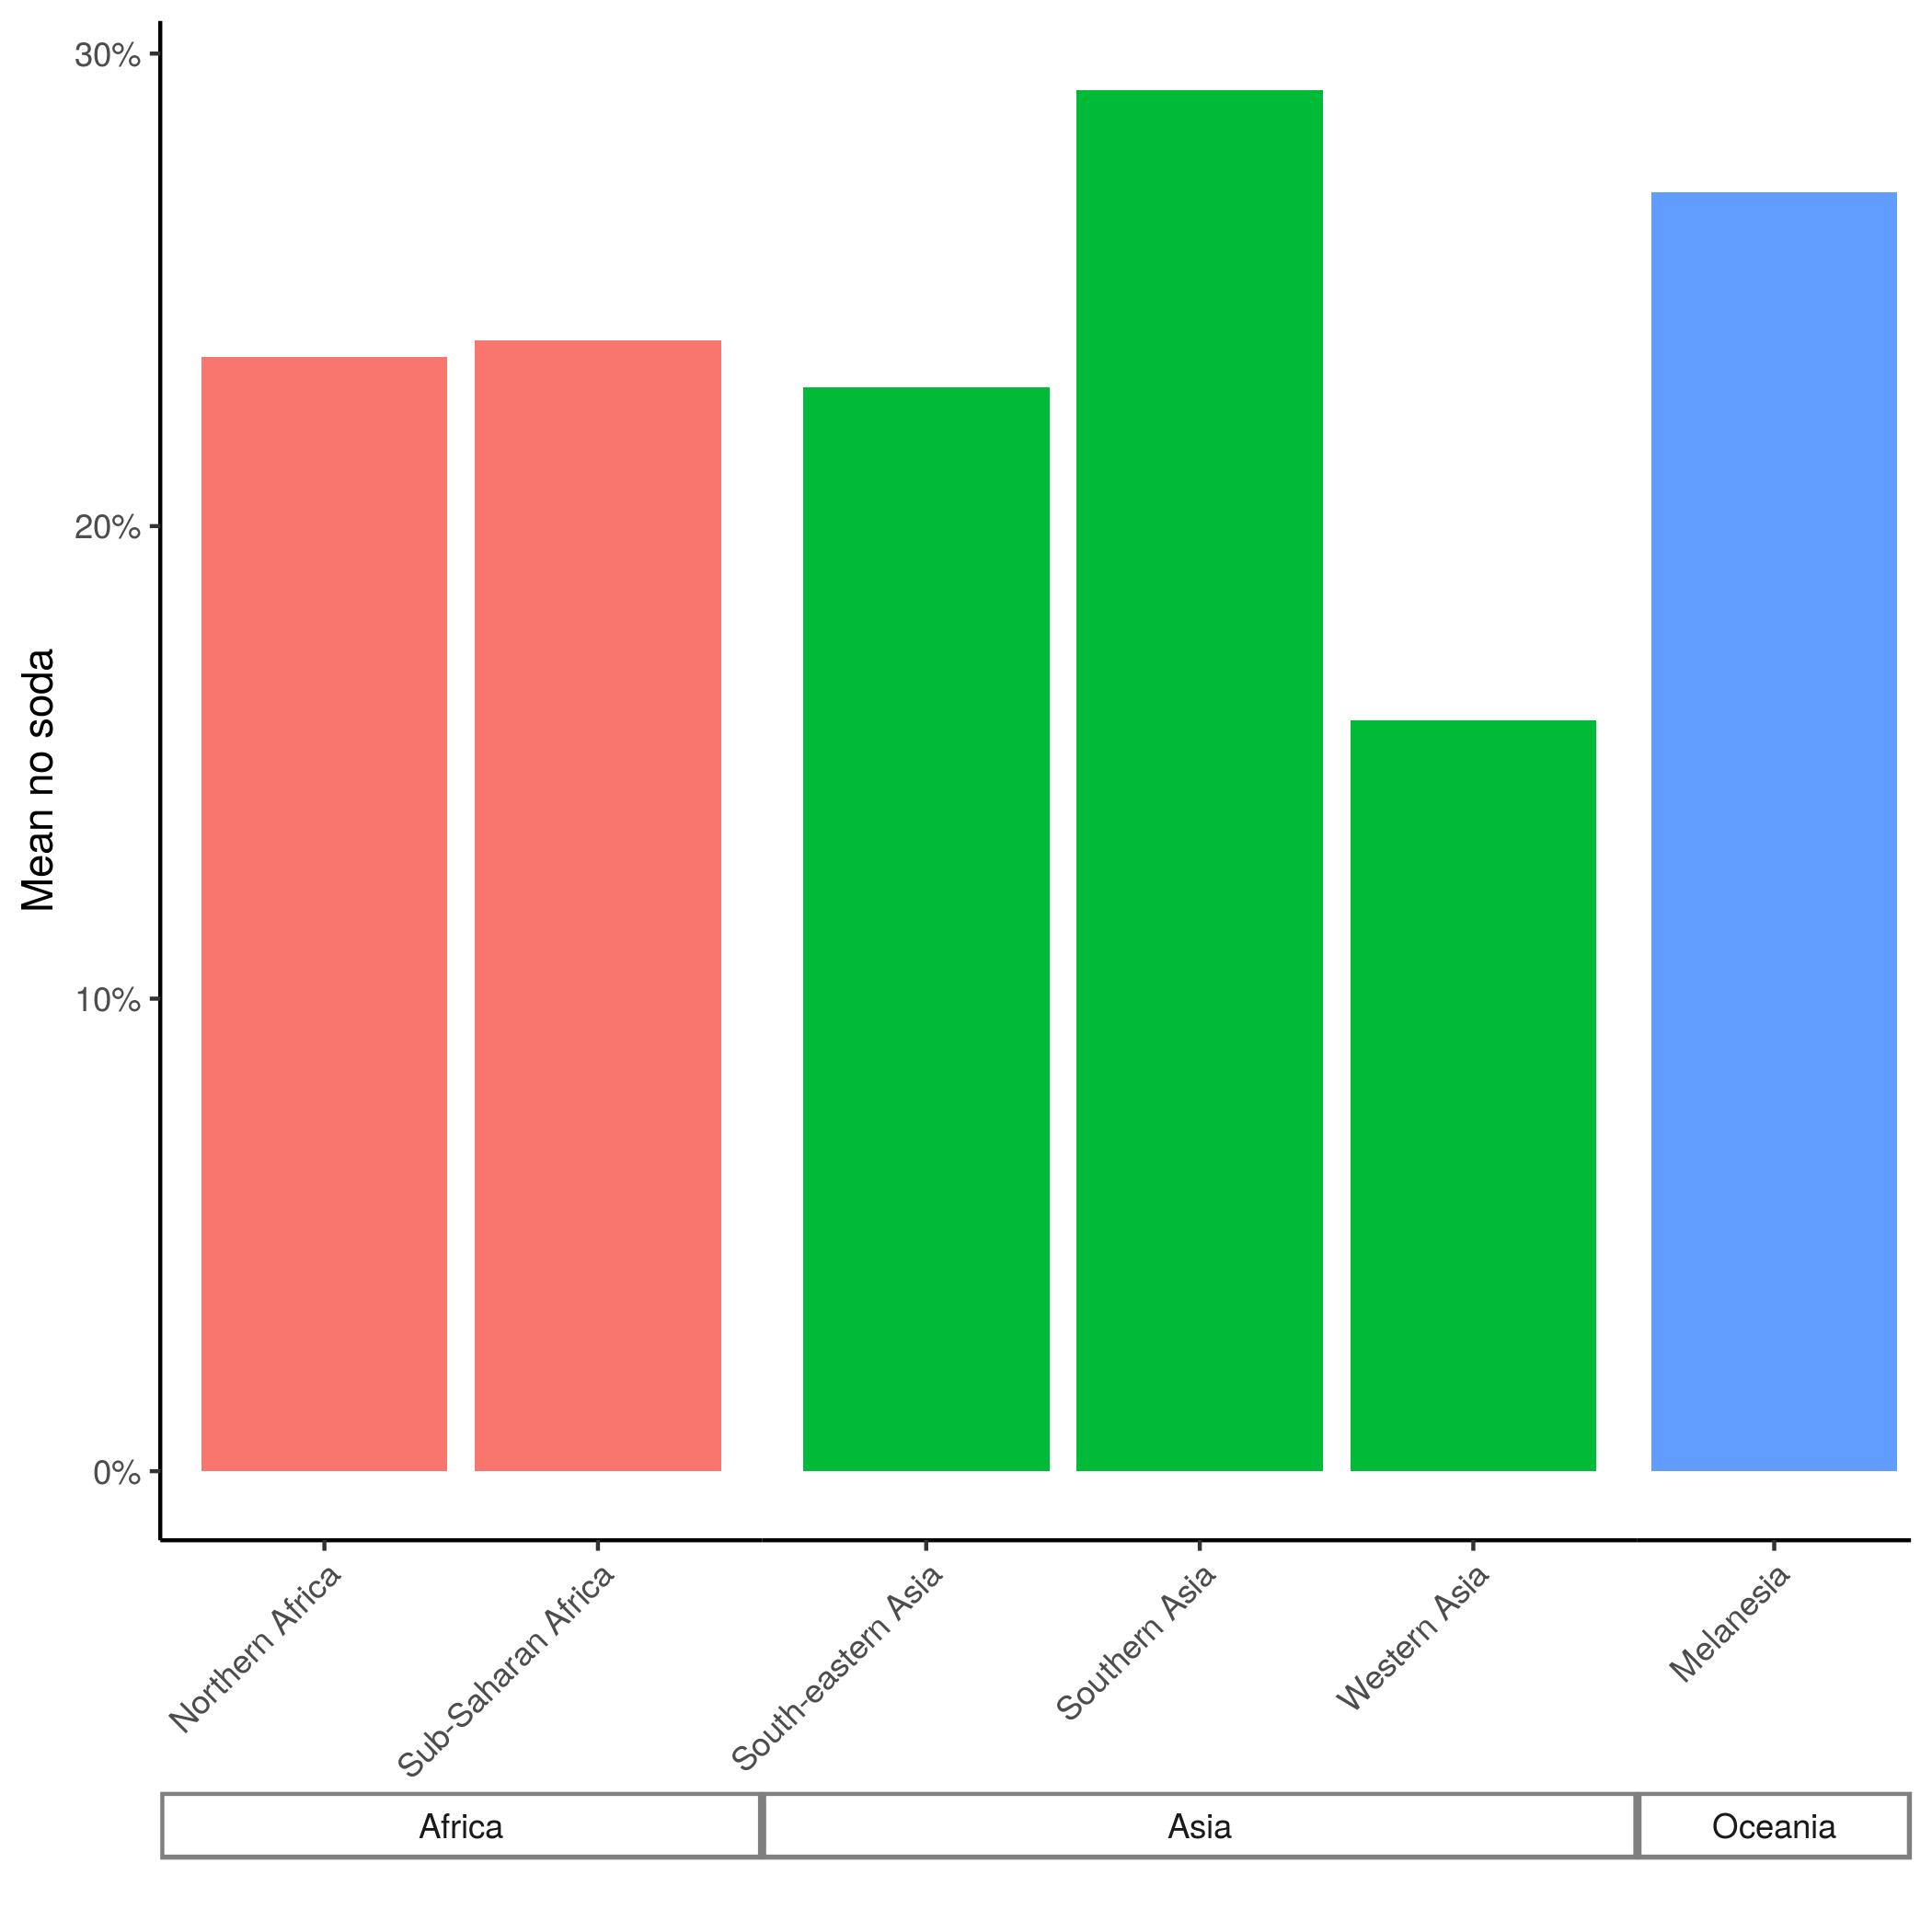 Mean no soda
30%
20%
10%
0%
Northern Africa
Sub-Saharan Africa
South-eastern Asia
Southern Asia
Western Asia
Melanesia
Africa
Asia
Oceania